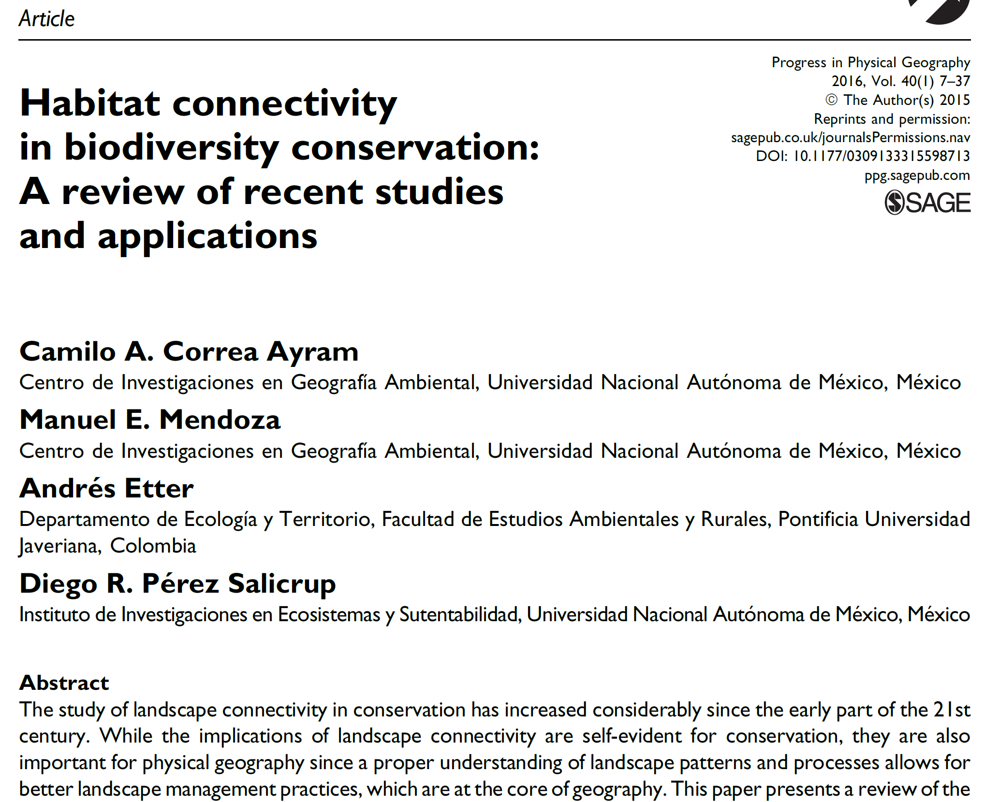 Article
Progress in Physical Geography
2016, Vol. 40(1) 7–37
© The Author(s) 2015
Reprints and permission:
sagepub.co.uk/journalsPermissions.nav
DOI: 10.1177/0309133315598713
ppg.sagepub.com
SAGE
Habitat connectivity
in biodiversity conservation:
A review of recent studies
and applications
Camilo A. Correa Ayram
Centro de Investigaciones en Geografía Ambiental, Universidad Nacional Autónoma de México, México
Manuel E. Mendoza
Centro de Investigaciones en Geografía Ambiental, Universidad Nacional Autónoma de México, México
Andrés Etter
Departamento de Ecología y Territorio, Facultad de Estudios Ambientales y Rurales, Pontificia Universidad
Javeriana, Colombia
Diego R. Pérez Salicrup
Instituto de Investigaciones en Ecosistemas y Sutentabilidad, Universidad Nacional Autónoma de México, México
Abstract
The study of landscape connectivity in conservation has increased considerably since the early part of the 21st
century. While the implications of landscape connectivity are self-evident for conservation, they are also
important for physical geography since a proper understanding of landscape patterns and processes allows for
better landscape management practices, which are at the core of geography. This paper presents a review of the